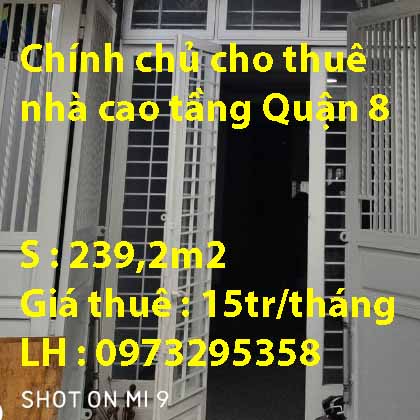 Chính chủ cho thuê
nhà cao tầng Quận 8
S : 239,2m2
Giá thuê : 15tr/tháng
LH : 0973295358
SHOT ON MI 9